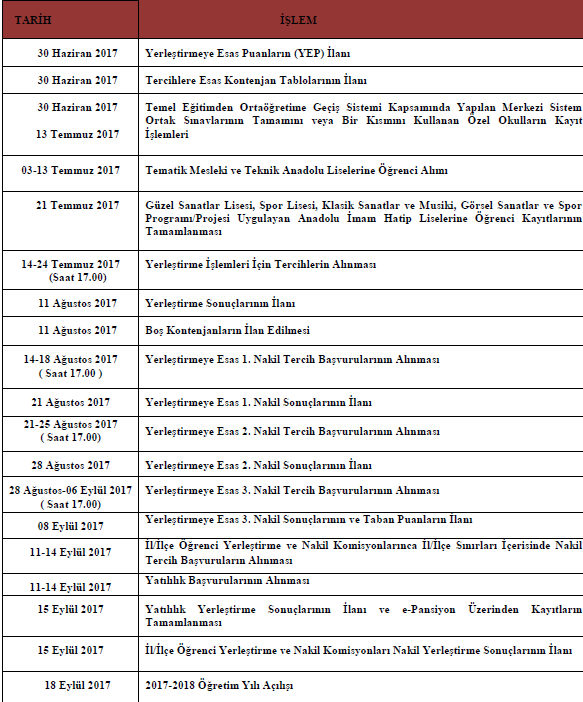 TARİH İŞLEM
30 Haziran 2017 Yerleştirmeye Esas Puanların (YEP) İlanı
30 Haziran 2017 Tercihlere Esas Kontenjan Tablolarının İlanı
30 Haziran 2017 Temel Eğitimden Ortaöğretime Geçiş Sistemi Kapsamında Yapılan Merkezi Sistem
Ortak Sınavlarının Tamamını veya Bir Kısmını Kullanan Özel Okulların Kayıt
13 Temmuz 2017 İşlemleri
03-13 Temmuz 2017 Tematik Mesleki ve Teknik Anadolu Liselerine Öğrenci Alımı
21 Temmuz 2017 Güzel Sanatlar Lisesi, Spor Lisesi, Klasik Sanatlar ve Musiki, Görsel Sanatlar ve Spor
Programı/Projesi Uygulayan Anadolu İmam Hatip Liselerine Öğrenci Kayıtlarının
Tamamlanması
14-24 Temmuz 2017 Yerleştirme İşlemleri İçin Tercihlerin Alınması
(Saat 17.00)
11 Ağustos 2017 Yerleştirme Sonuçlarının İlanı
11 Ağustos 2017 Boş Kontenjanların İlan Edilmesi
14-18 Ağustos 2017 Yerleştirmeye Esas 1. Nakil Tercih Başvurularının Alınması
( Saat 17.00 )
21 Ağustos 2017 Yerleştirmeye Esas 1. Nakil Sonuçlarının İlanı
21-25 Ağustos 2017 Yerleştirmeye Esas 2. Nakil Tercih Başvurularının Alınması
( Saat 17.00)
28 Ağustos 2017 Yerleştirmeye Esas 2. Nakil Sonuçlarının İlanı
28 Ağustos-06 Eylül 2017 Yerleştirmeye Esas 3. Nakil Tercih Başvurularının Alınması
( Saat 17.00)
08 Eylül 2017 Yerleştirmeye Esas 3. Nakil Sonuçlarının ve Taban Puanların İlanı
11-14 Eylül 2017 İl/İlçe Öğrenci Yerleştirme ve Nakil Komisyonlarınca İl/İlçe Sınırları İçerisinde Nakil
Tercih Başvuruların Alınması
11-14 Eylül 2017 Yatılılık Başvurularının Alınması
15 Eylül 2017 Yatılılık Yerleştirme Sonuçlarının İlanı ve e-Pansiyon Üzerinden Kayıtların
Tamamlanması
15 Eylül 2017 İl/İlçe Öğrenci Yerleştirme ve Nakil Komisyonları Nakil Yerleştirme Sonuçlarının İlanı
18 Eylül 2017 2017-2018 Öğretim Yılı Açılışı